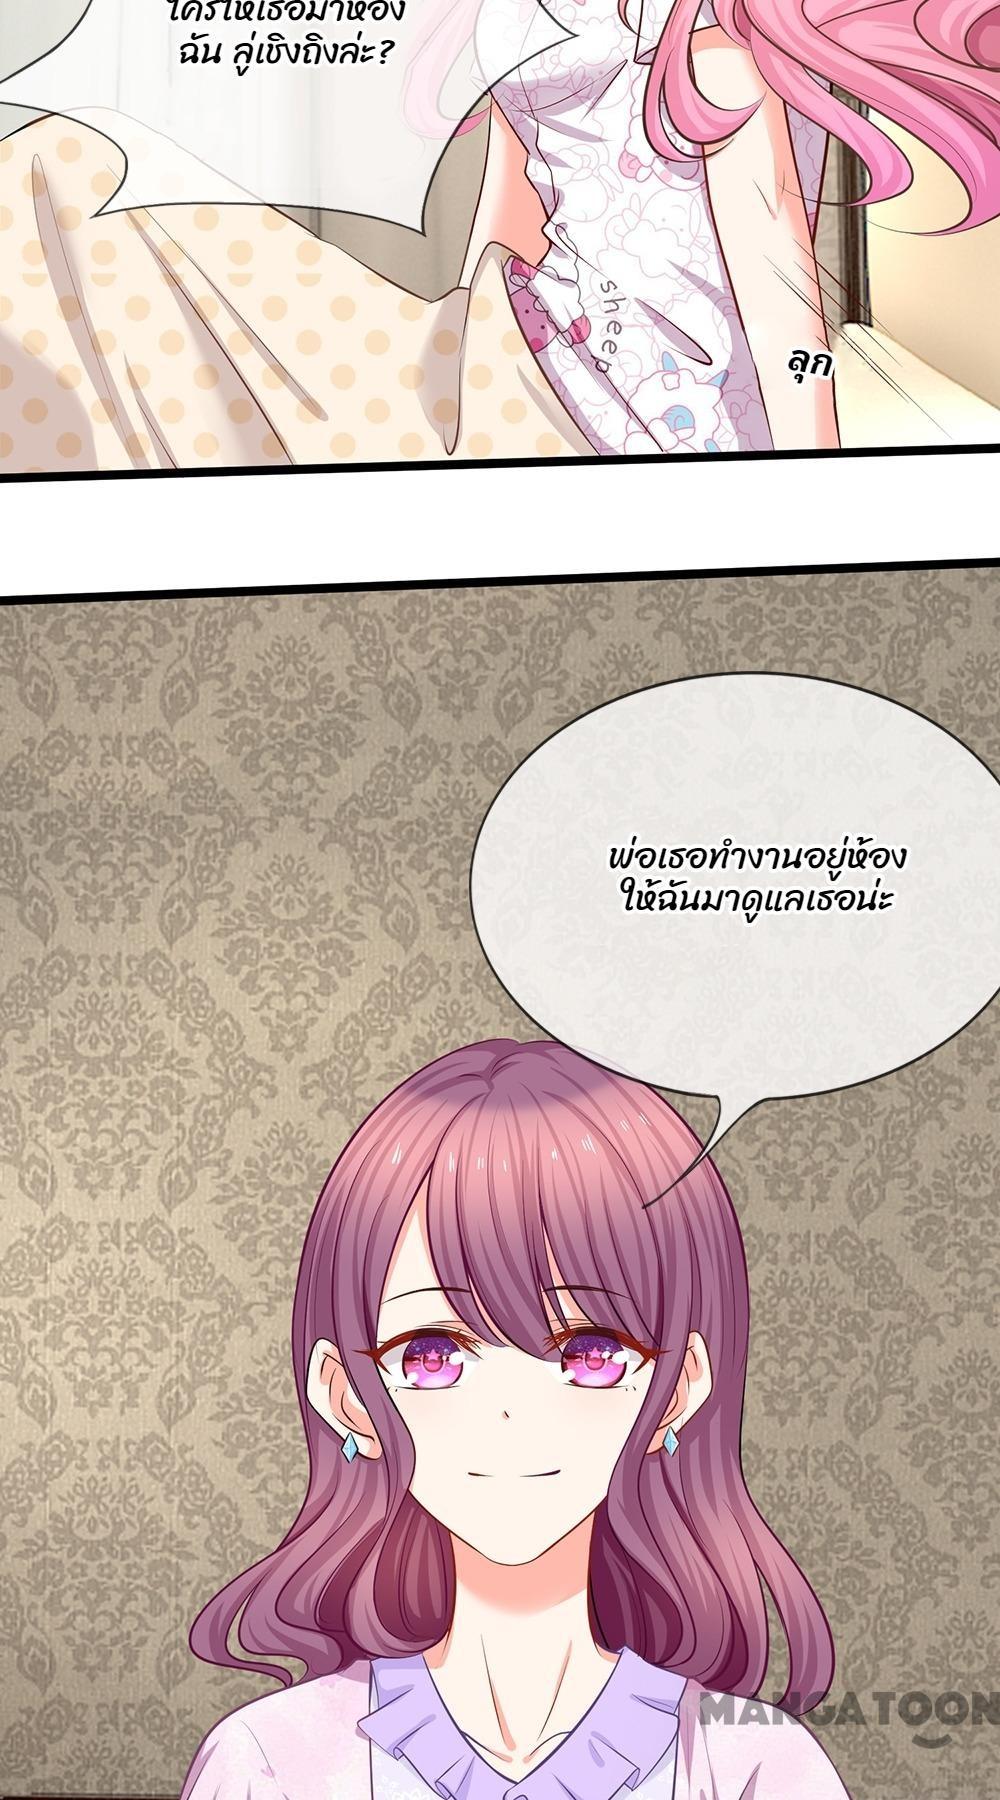 ใครให้เธอมาห้อง
ฉัน ลู่เชิงถิงล่ะ?
sheep
ลุก
พ่อเธอทำงานอยู่ห้อง
ให้ฉันมาดูแลเธอน่ะ
MANGATOON